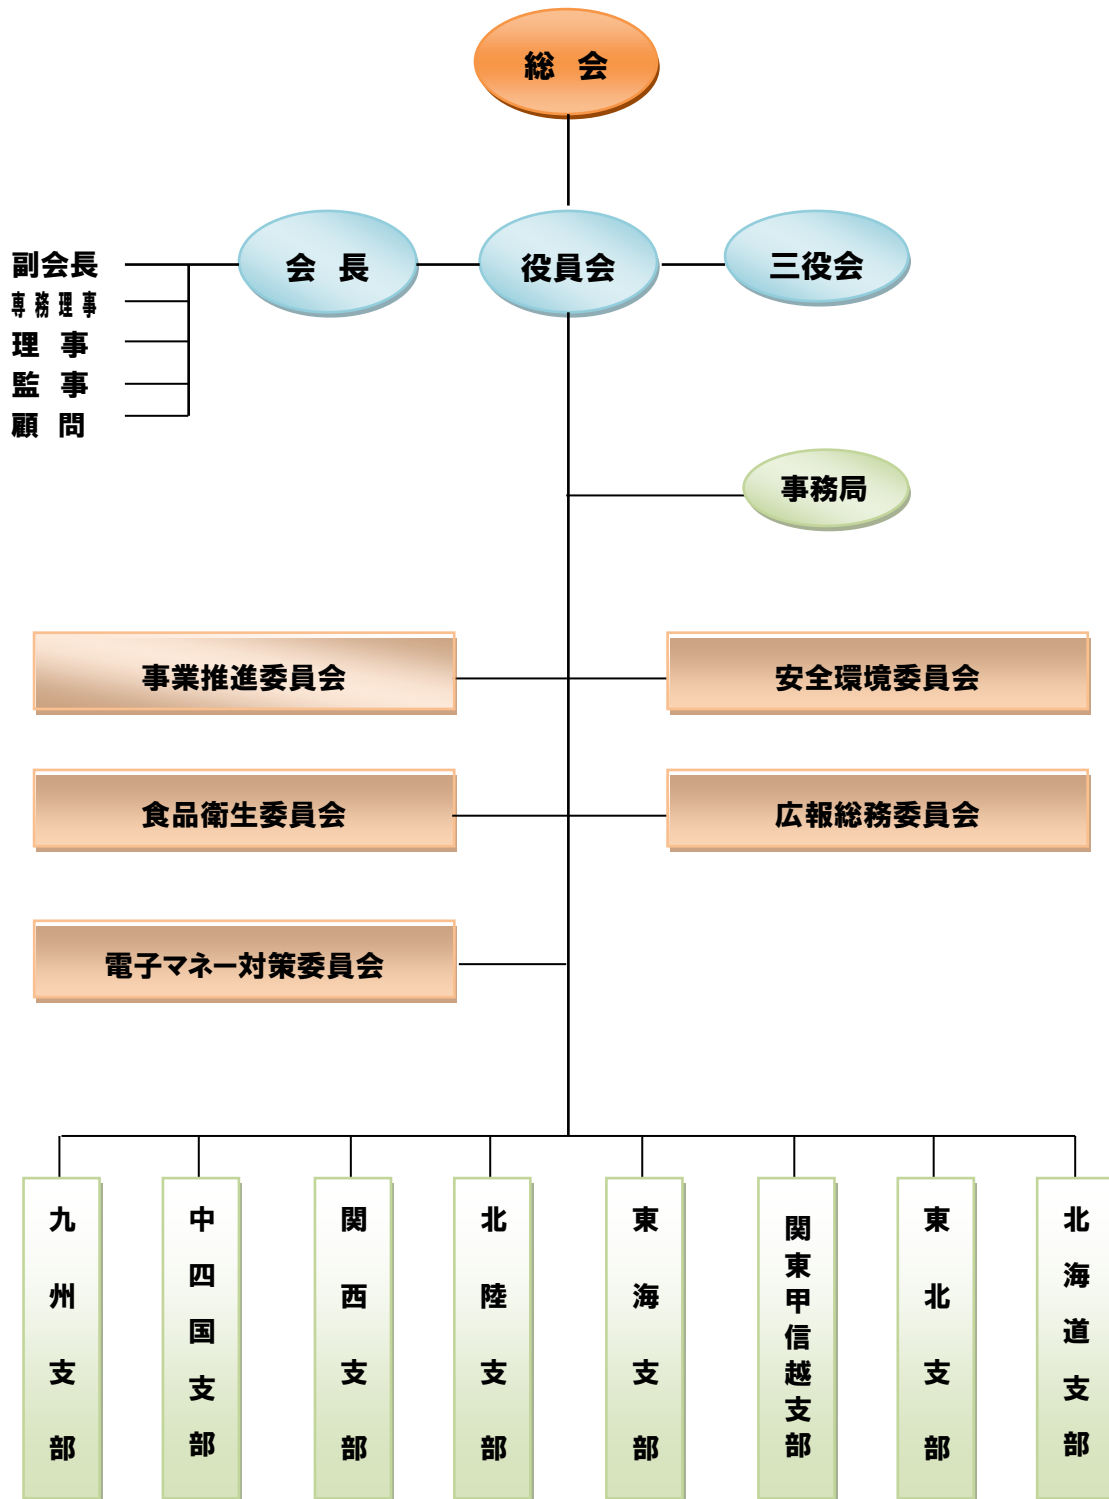 総 会
会 長
役員会
三役会
副会長
専務理事
理 事
監 事
顧 問
事務局
事業推進委員会
安全環境委員会
食品衛生委員会
広報総務委員会
電子マネー対策委員会
九州支部
中四国支部
関西支部
北陸支部
東海支部
関東甲信越支部
東北支部
北海道支部